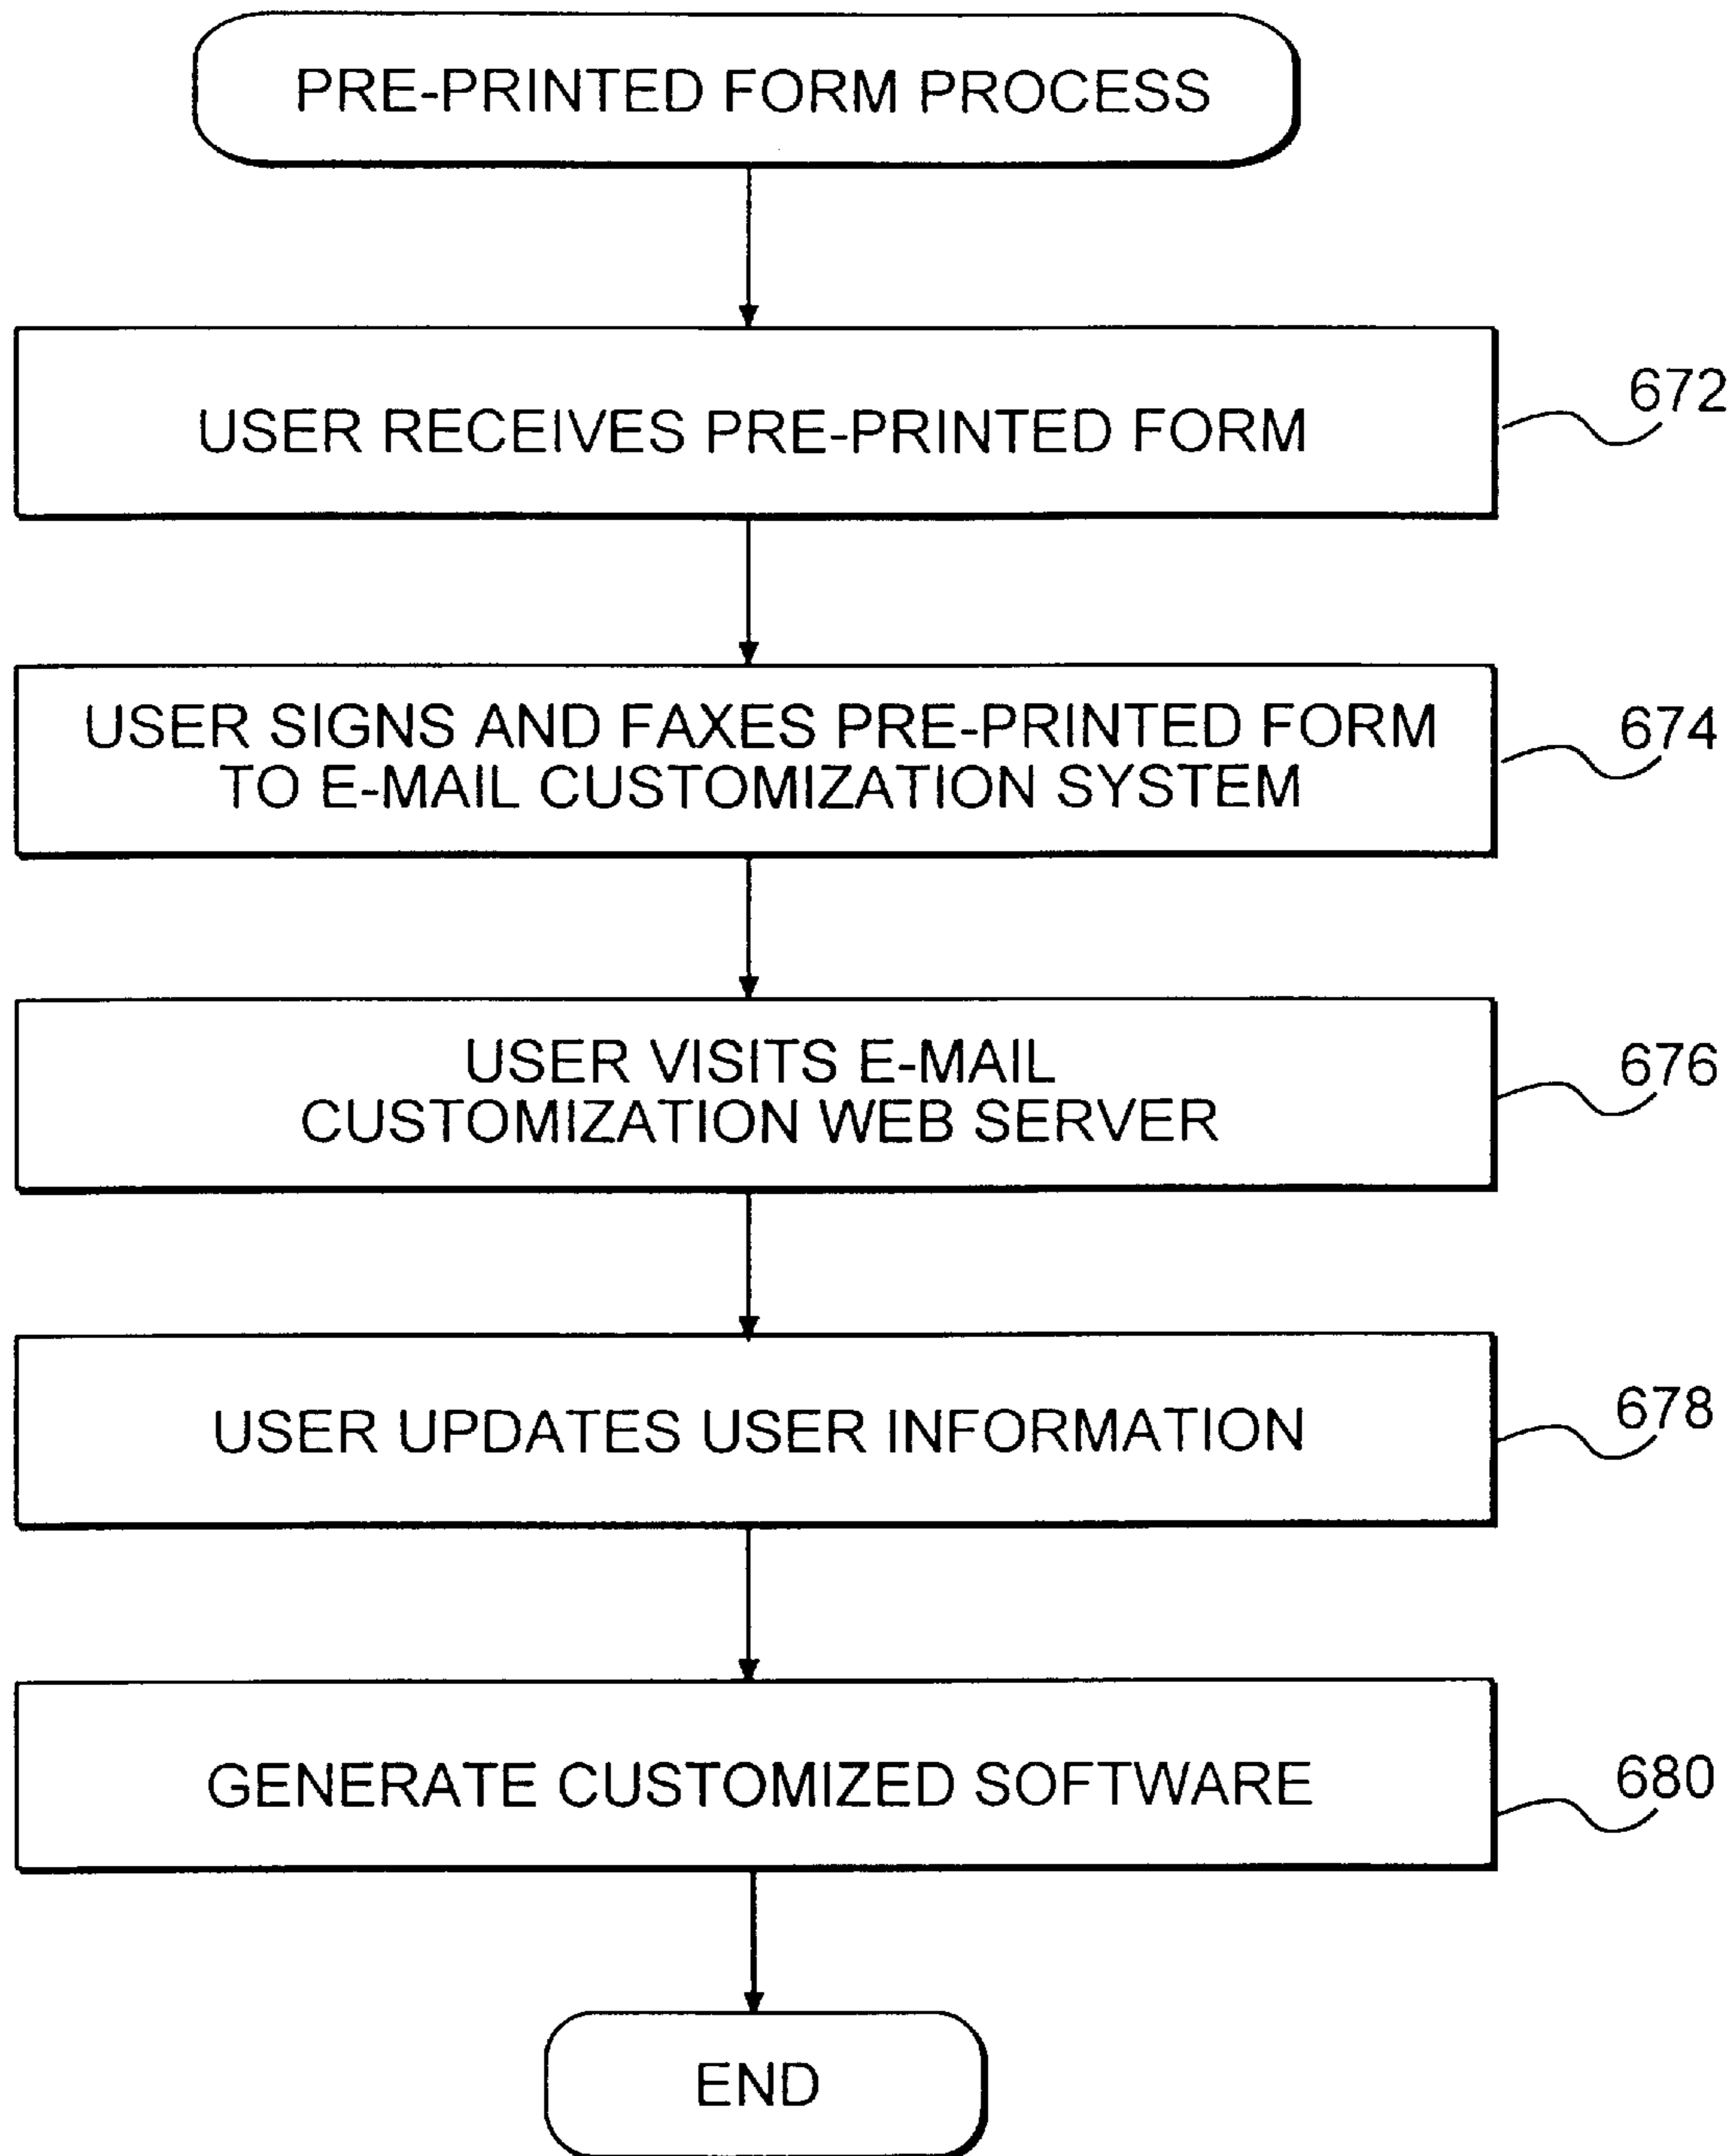 PRE-PRINTED FORM PROCESS
USER RECEIVES PRE-PRINTED FORM
672
USER SIGNS AND FAXES PRE-PRINTED FORM
TO E-MAIL CUSTOMIZATION SYSTEM
674
USER VISITS E-MAIL
CUSTOMIZATION WEB SERVER
676
USER UPDATES USER INFORMATION
678
GENERATE CUSTOMIZED SOFTWARE
680
END